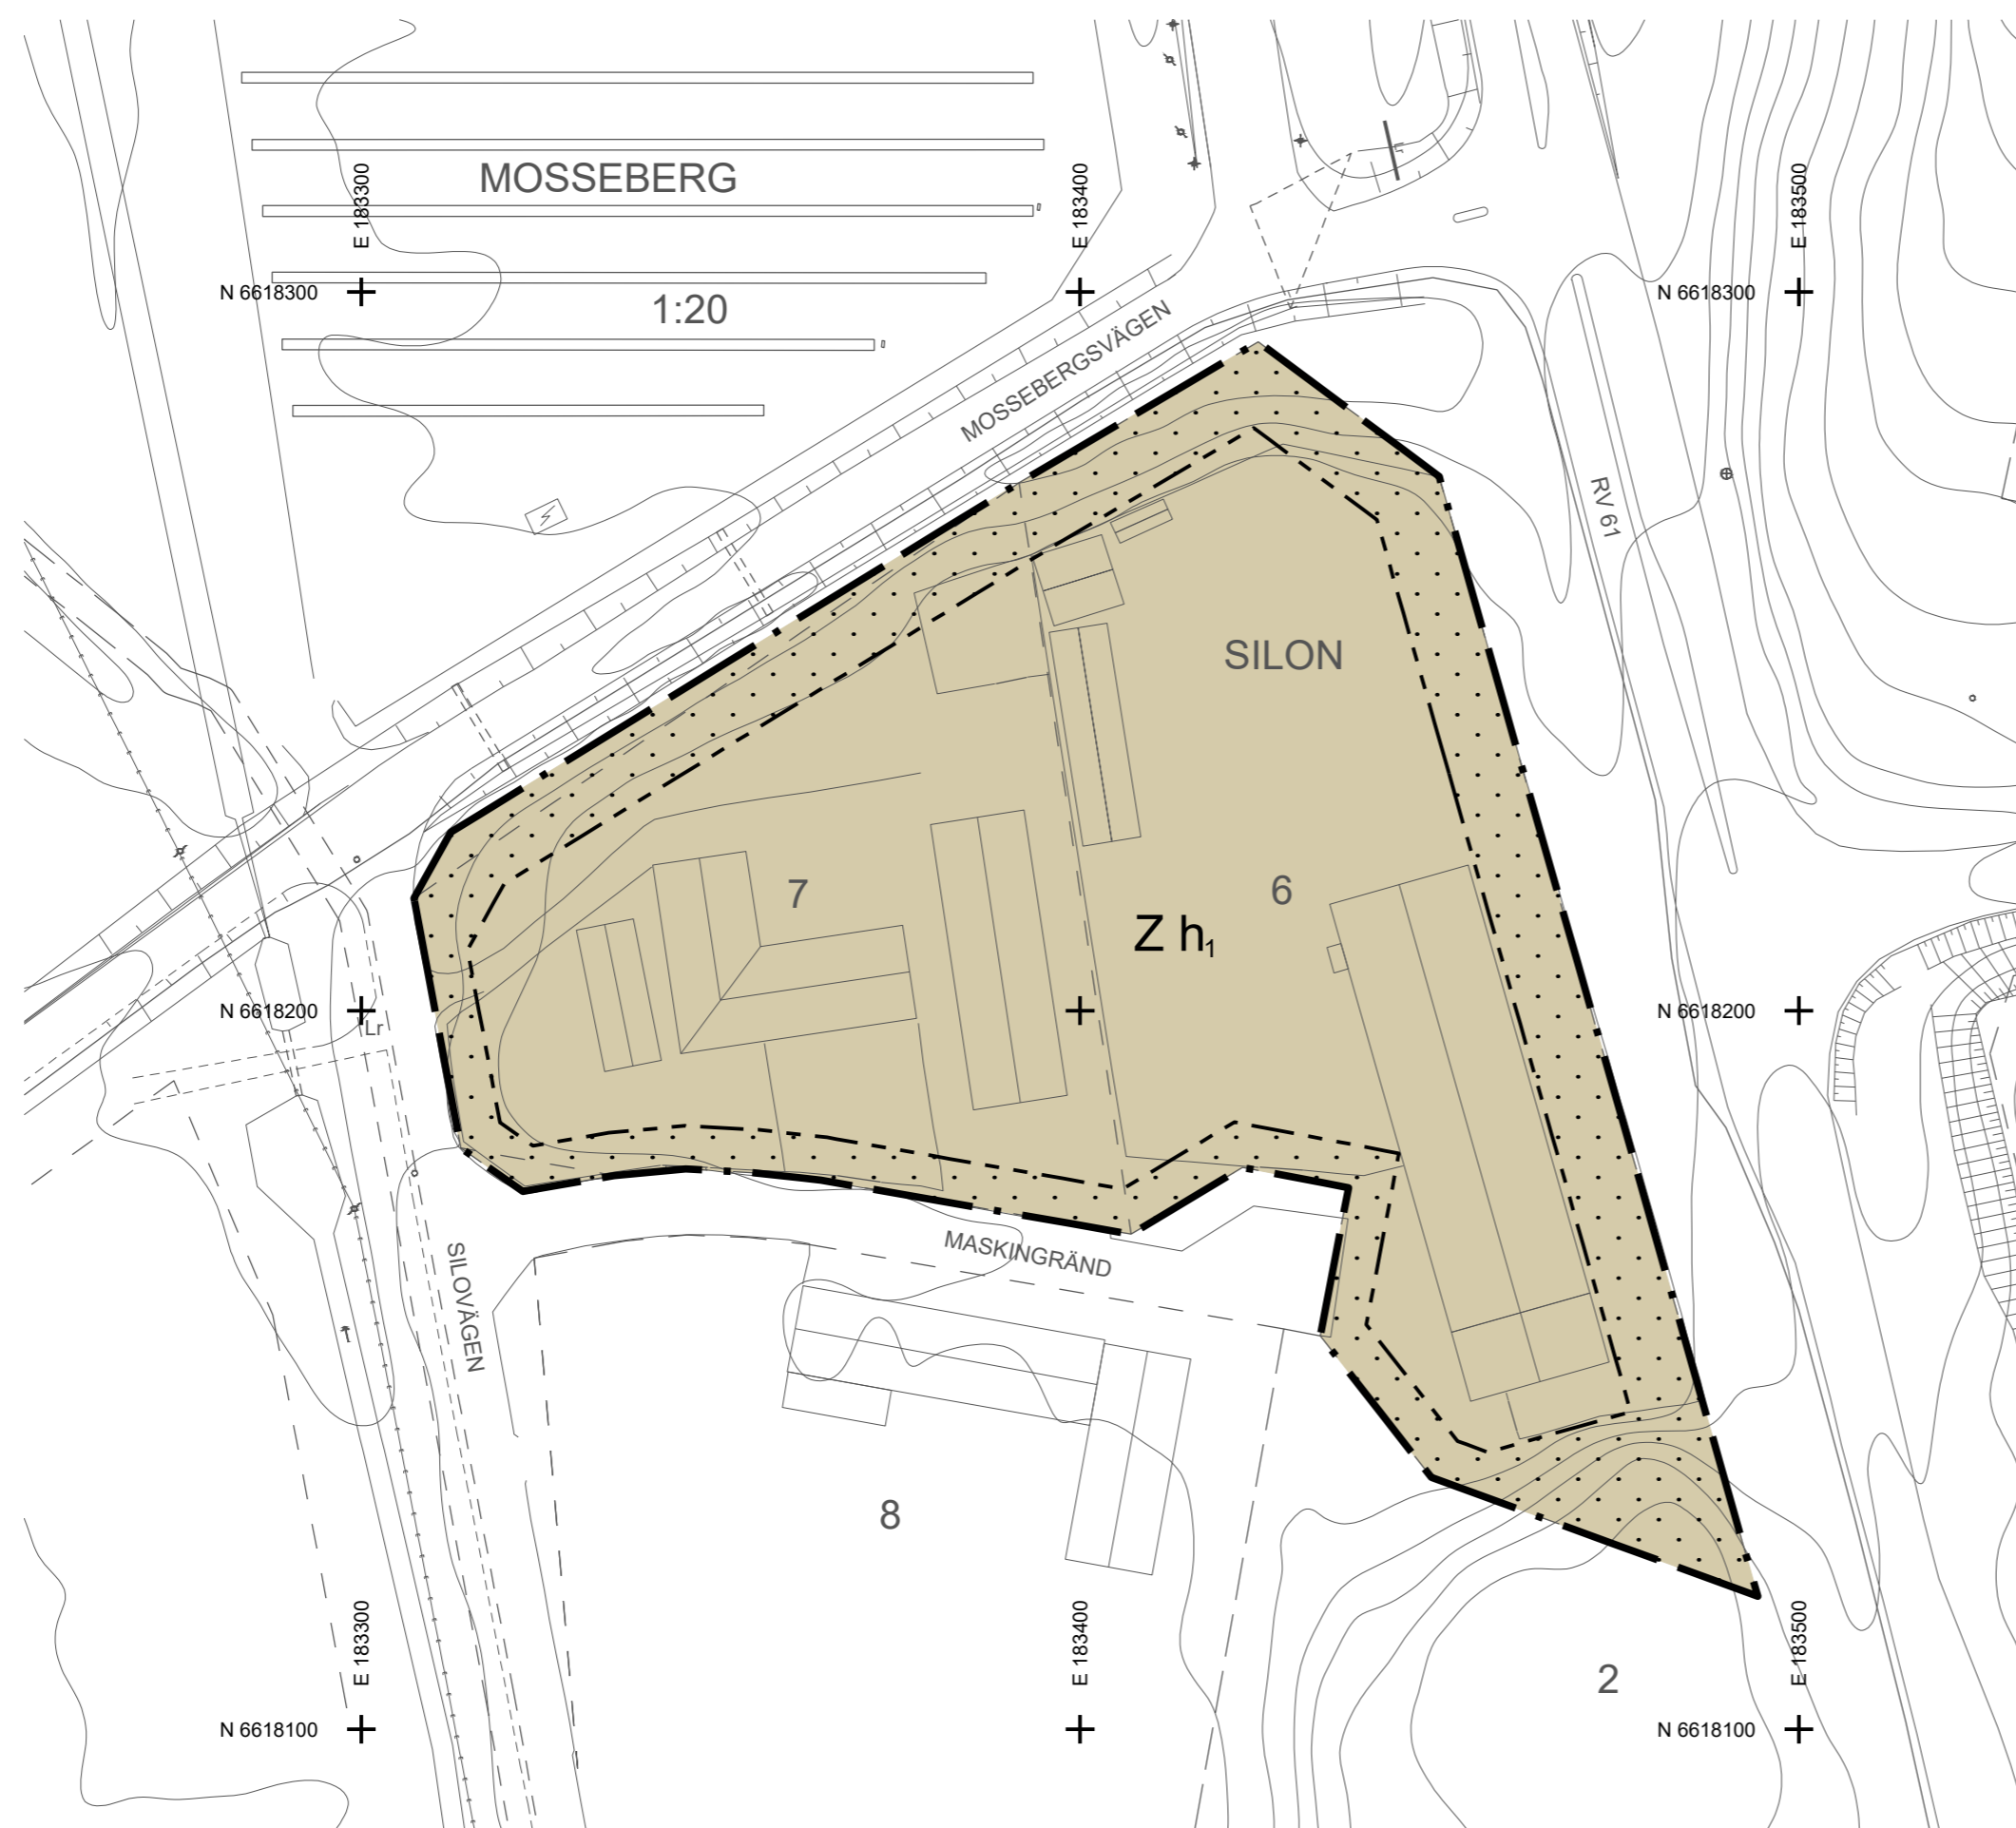 MOSSEBERG
E 183300
E 183400
E 183500
N 6618300
N 6618300
1:20
MOSSEBERGSVÄGEN
RV 61
SILON
7
6
Z h₁
N 6618200
N 6618200
Lr
MASKINGRÄND
SILOVÄGEN
8
2
E 183300
E 183400
E 183500
N 6618100
N 6618100